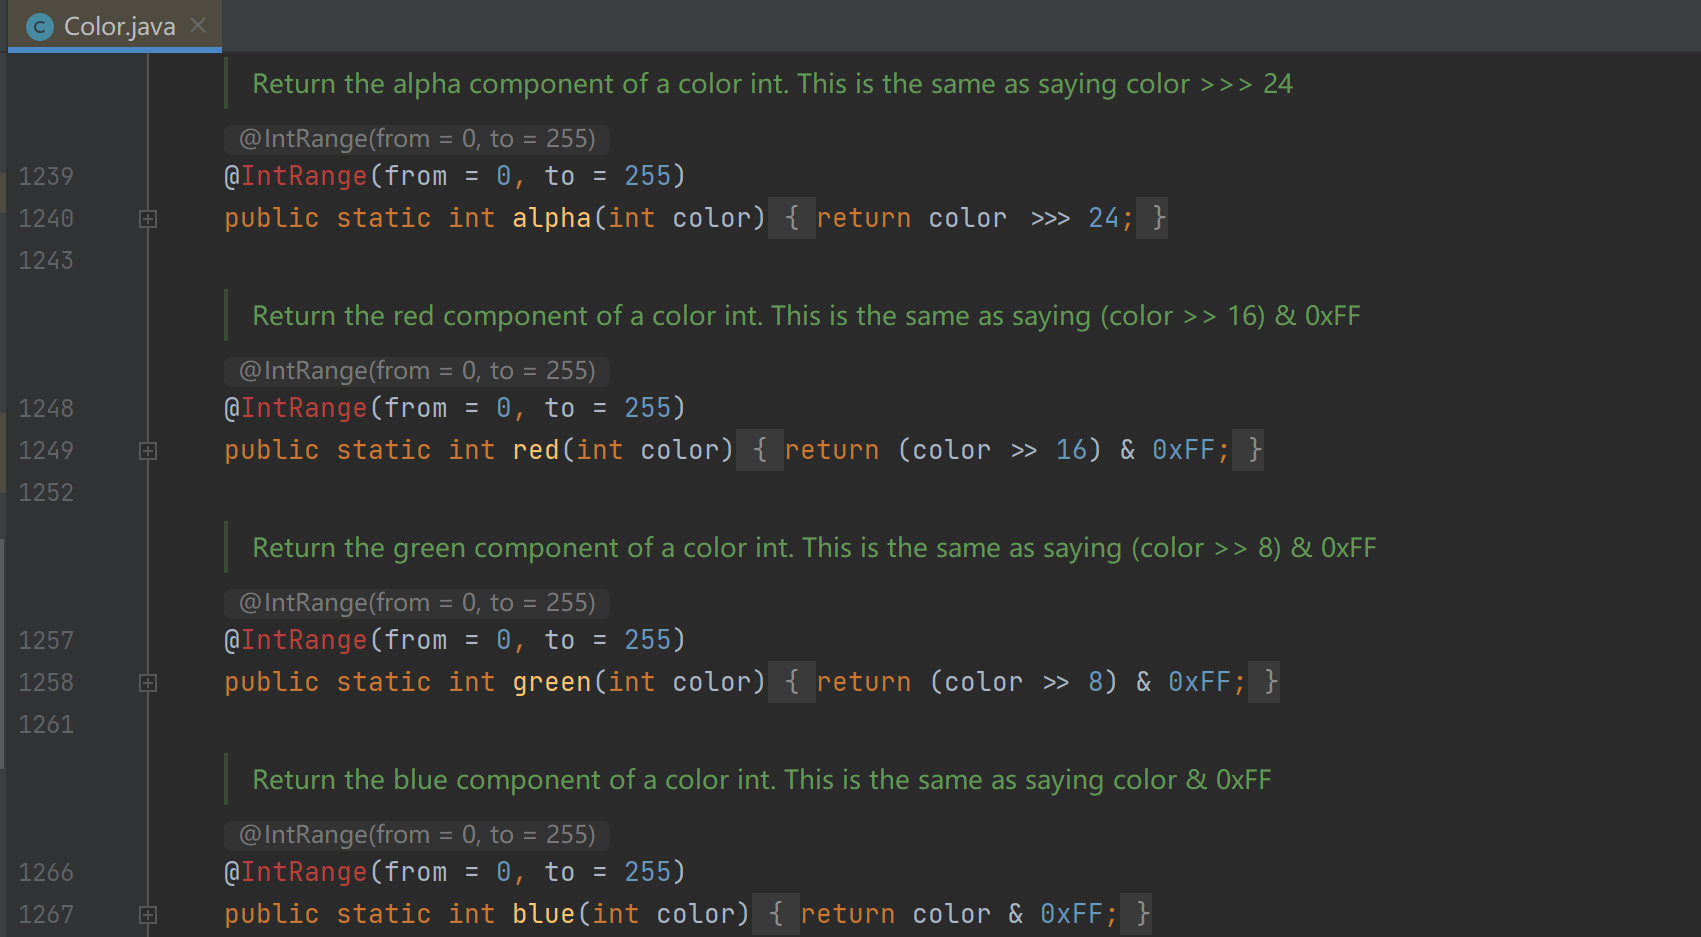 Color.java
Return the alpha component of a color int. This is the same as saying color >>> 24
@IntRange(from = 0, to = 255)
1239 @IntRange(from = 0, to = 255)
1240 public static int alpha(int color) { return color >>> 24; }
1243
Return the red component of a color int. This is the same as saying (color >> 16) & 0xFF
@IntRange(from = 0, to = 255)
1248 @IntRange(from = 0, to = 255)
1249 public static int red(int color) { return (color >> 16) & 0xFF; }
1252
Return the green component of a color int. This is the same as saying (color >> 8) & 0xFF
@IntRange(from = 0, to = 255)
1257 @IntRange(from = 0, to = 255)
1258 public static int green(int color) { return (color >> 8) & 0xFF; }
1261
Return the blue component of a color int. This is the same as saying color & 0xFF
@IntRange(from = 0, to = 255)
1266 @IntRange(from = 0, to = 255)
1267 public static int blue(int color) { return color & 0xFF; }